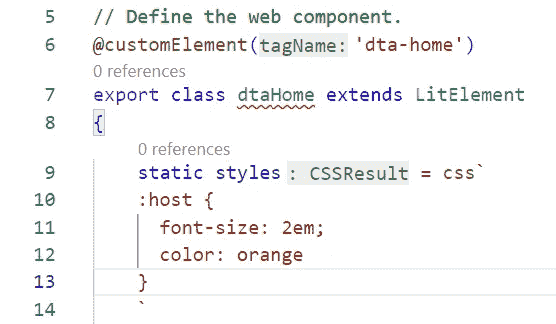 5 // Define the web component.
6 @customElement(tagName: 'dta-home')
0 references
7 export class dtaHome extends LitElement
8 {
0 references
9 static styles : CSSResult = css`
10 :host {
11 font-size: 2em;
12 color: orange
13 }
14 `